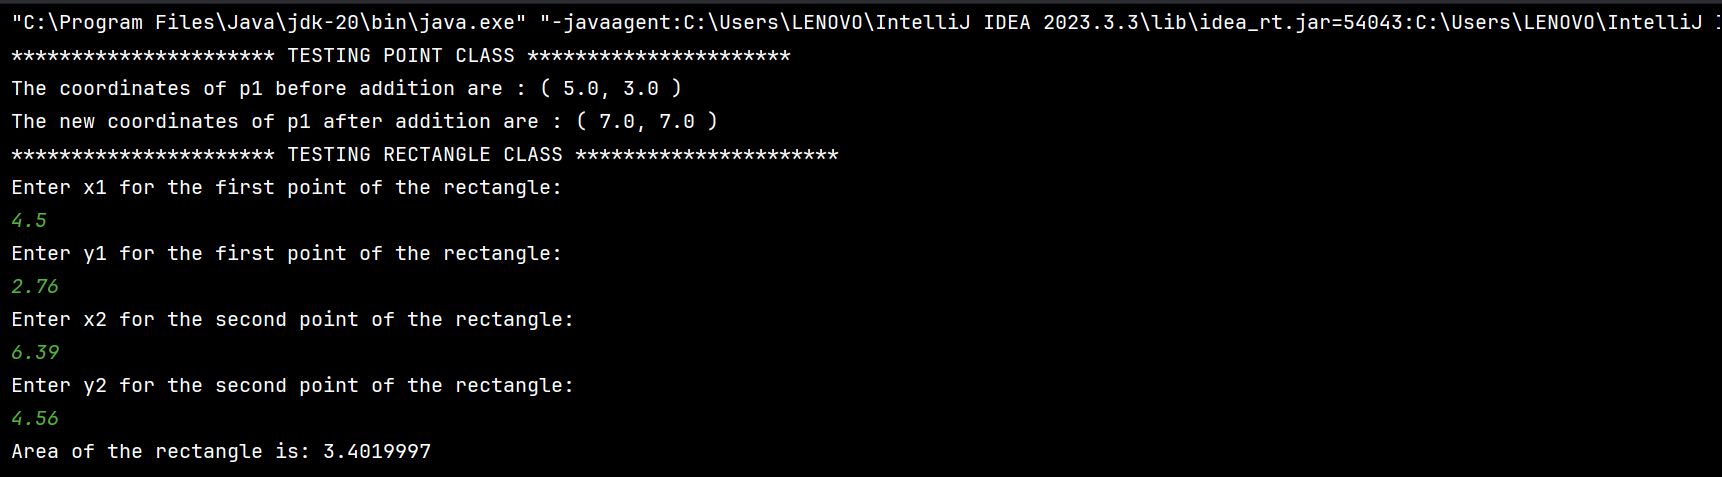 "C:\Program Files\Java\jdk-20\bin\java.exe" "-javaagent:C:\Users\LENOVO\IntelliJ IDEA 2023.3.3\lib\idea_rt.jar=54043:C:\Users\LENOVO\IntelliJ
********************** TESTING POINT CLASS **********************
The coordinates of p1 before addition are : ( 5.0, 3.0 )
The new coordinates of p1 after addition are : ( 7.0, 7.0 )
********************** TESTING RECTANGLE CLASS **********************
Enter x1 for the first point of the rectangle:
4.5
Enter y1 for the first point of the rectangle:
2.76
Enter x2 for the second point of the rectangle:
6.39
Enter y2 for the second point of the rectangle:
4.56
Area of the rectangle is: 3.4019997